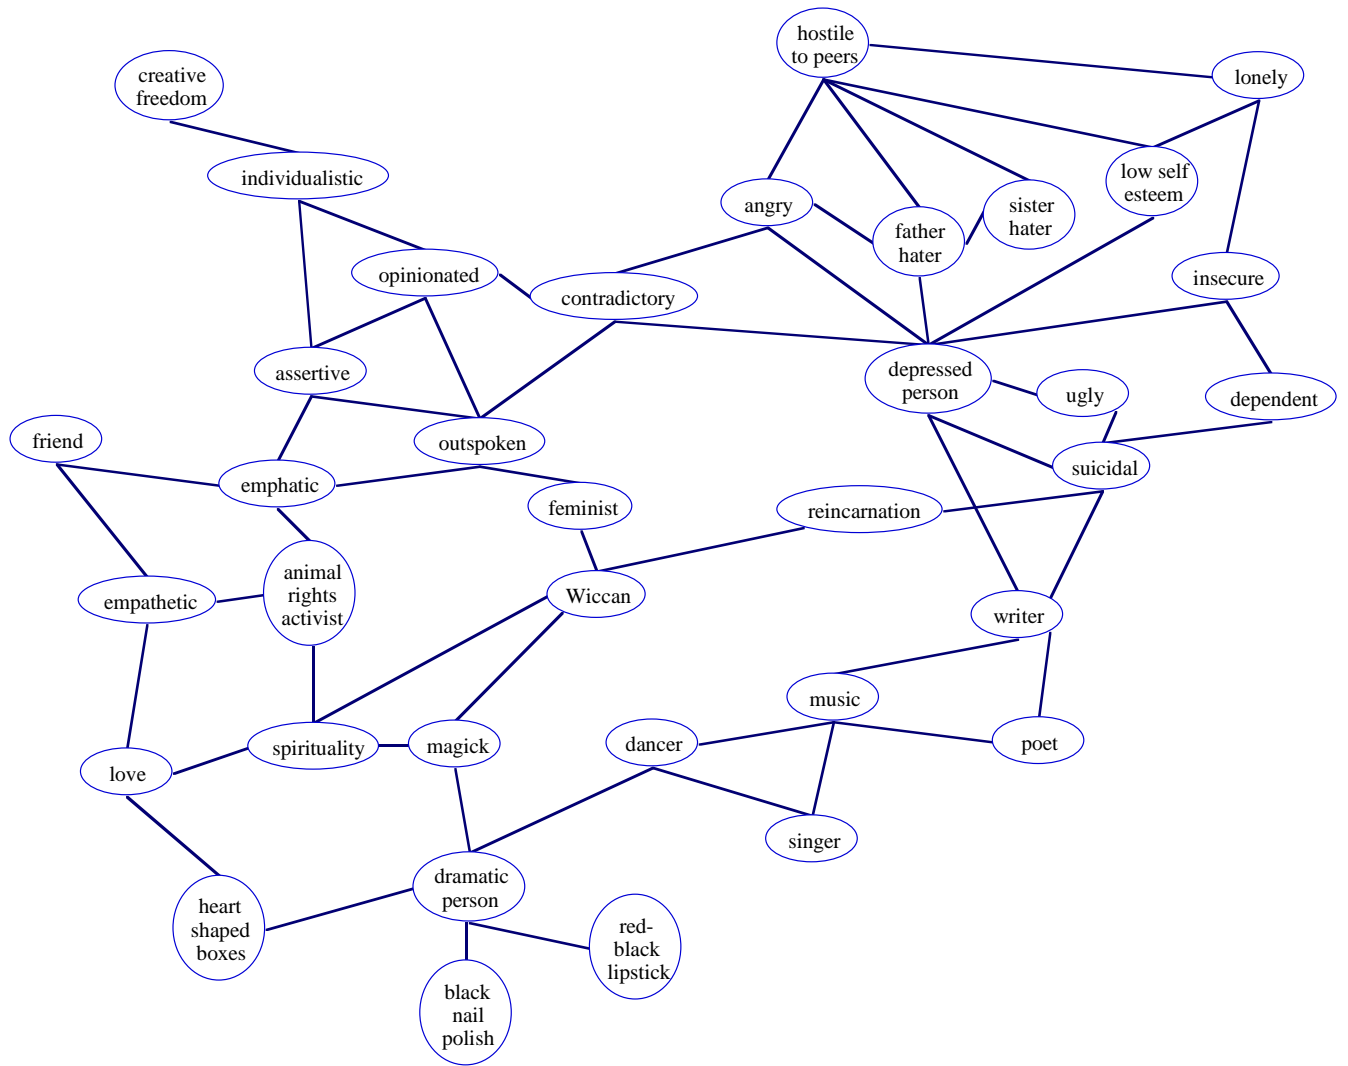 hostile
to peers
lonely
creative
freedom
individualistic
low self
esteem
angry
sister
hater
father
hater
opinionated
contradictory
insecure
assertive
depressed
person
ugly
dependent
friend
outspoken
suicidal
emphatic
feminist
reincarnation
animal
rights
activist
empathetic
Wiccan
writer
music
spirituality
magick
dancer
poet
love
singer
dramatic
person
heart
shaped
boxes
red-
black
lipstick
black
nail
polish